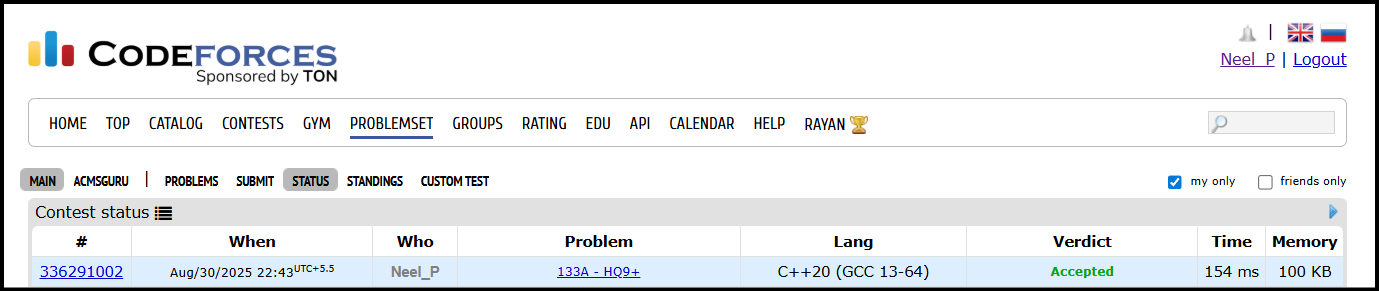 CODEFORCES
Sponsored by TON
|
Neel_P | Logout
HOME TOP CATALOG CONTESTS GYM PROBLEMSET GROUPS RATING EDU API CALENDAR HELP RAYAN
MAIN ACMSGURU | PROBLEMS SUBMIT STATUS STANDINGS CUSTOM TEST my only friends only
Contest status
# When Who Problem Lang Verdict Time Memory
336291002 Aug/30/2025 22:43UTC+5.5 Neel_P 133A - HQ9+ C++20 (GCC 13-64) Accepted 154 ms 100 KB